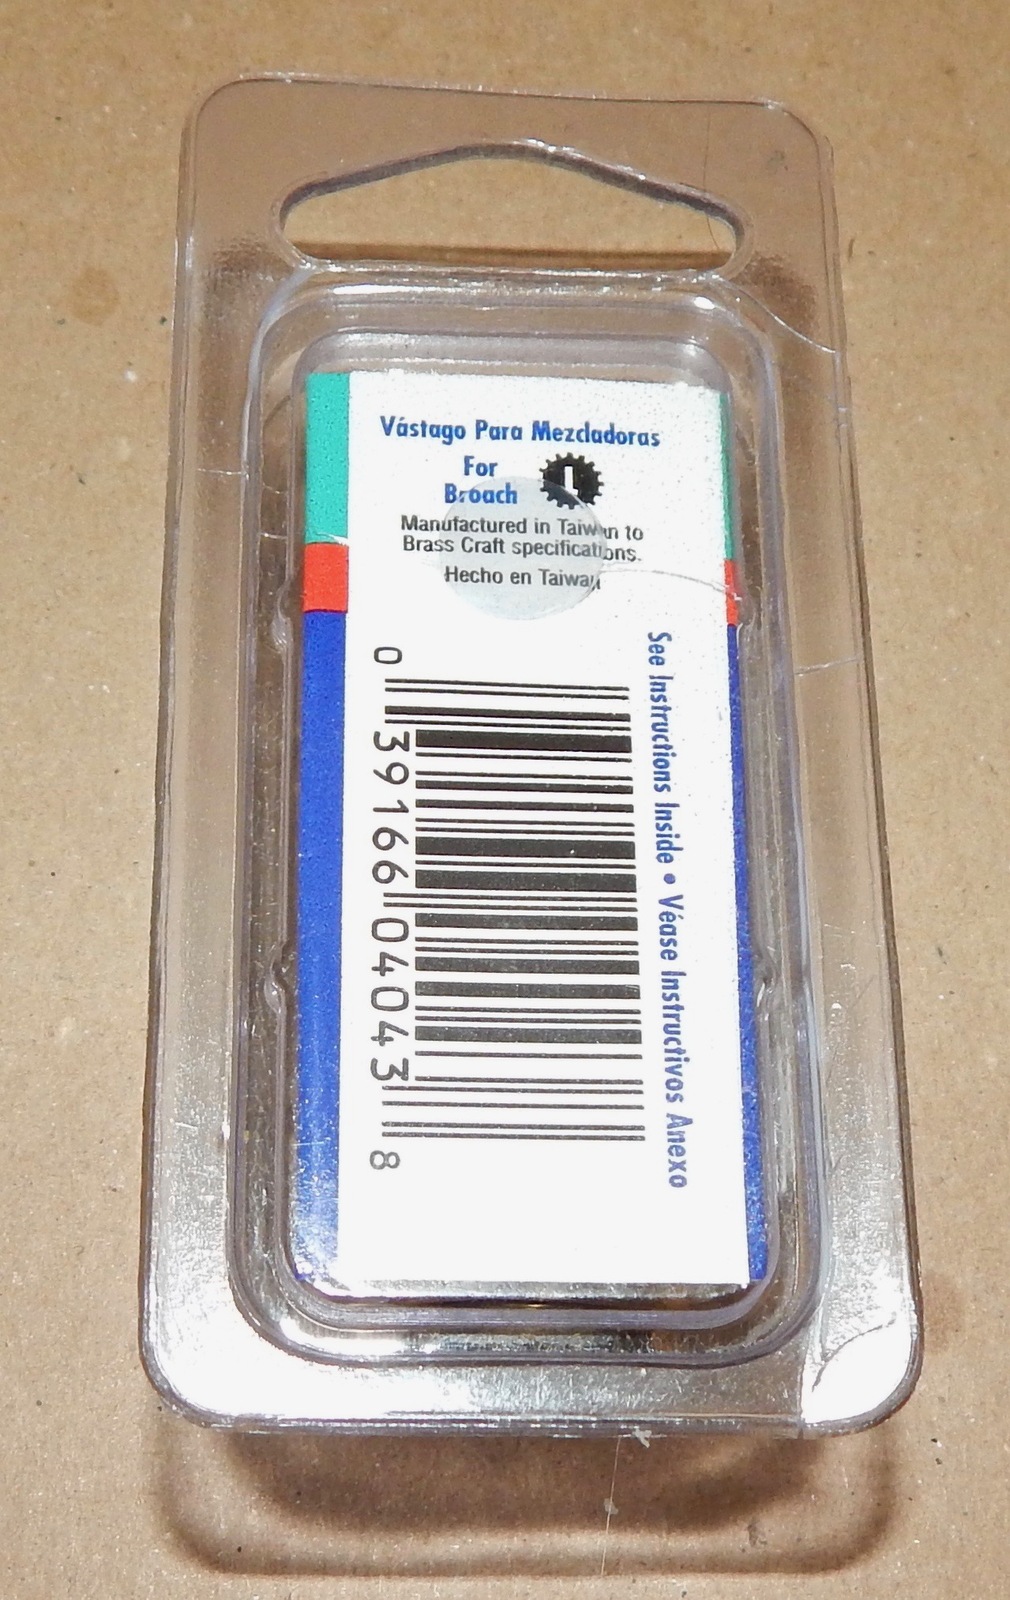 Vástago Para Mezcladoras
For
Broach
L
Manufactured in Taiwan to
Brass Craft specifications.
Hecho en Taiwan
See Instructions Inside • Véase Instructivos Anexo
0 39166 04043 8